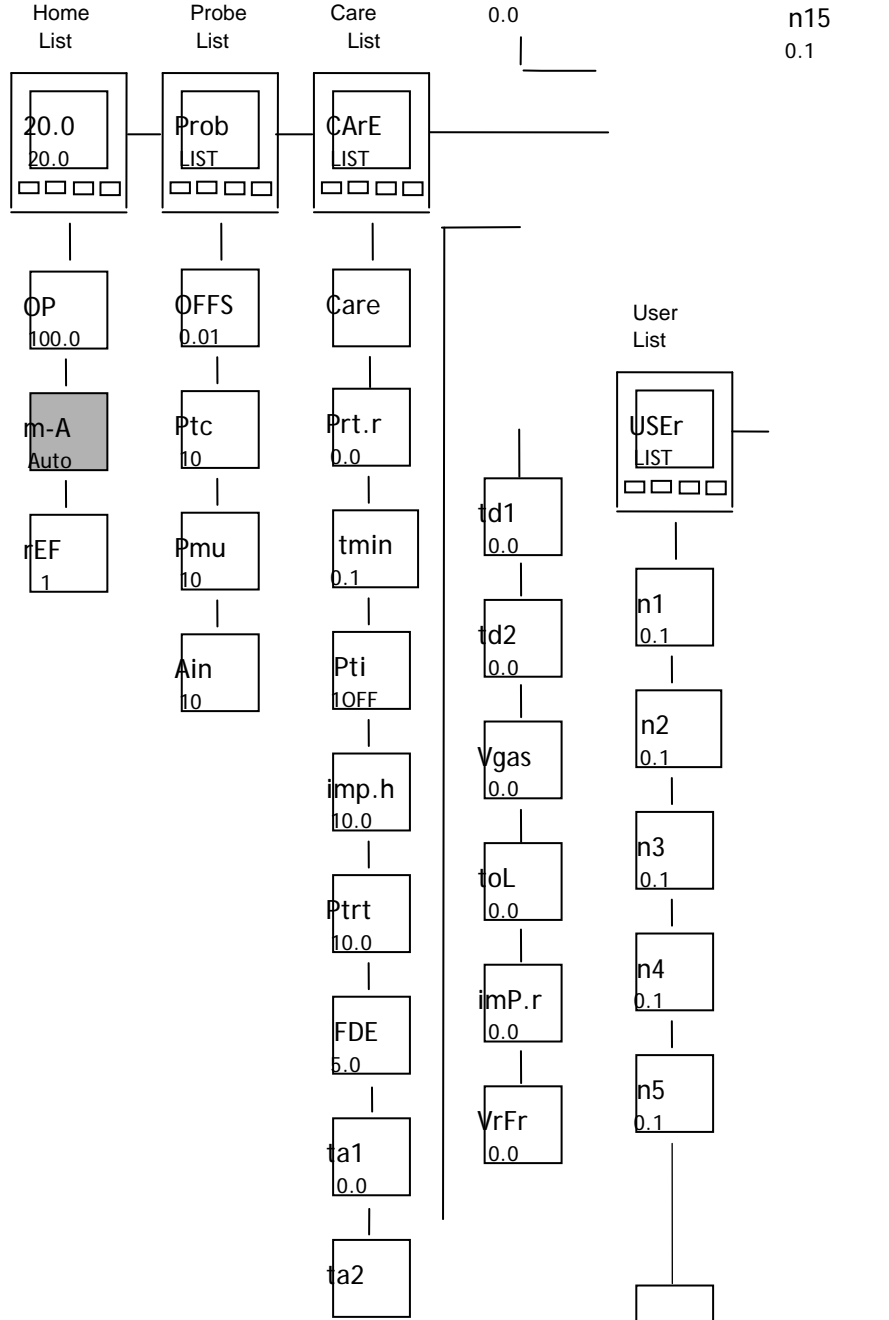 Home
List
Probe
List
Care
List
0.0
n15
0.1
20.0
20.0
Prob
LIST
CArE
LIST
OP
100.0
m-A
Auto
rEF
1
OFFS
0.01
Ptc
10
Pmu
10
Ain
10
Care
Prt.r
0.0
tmin
0.1
Pti
1OFF
imp.h
10.0
Ptrt
10.0
FDE
5.0
ta1
0.0
ta2
td1
0.0
td2
0.0
Vgas
0.0
toL
0.0
imP.r
0.0
VrFr
0.0
User
List
USEr
LIST
n1
0.1
n2
0.1
n3
0.1
n4
0.1
n5
0.1